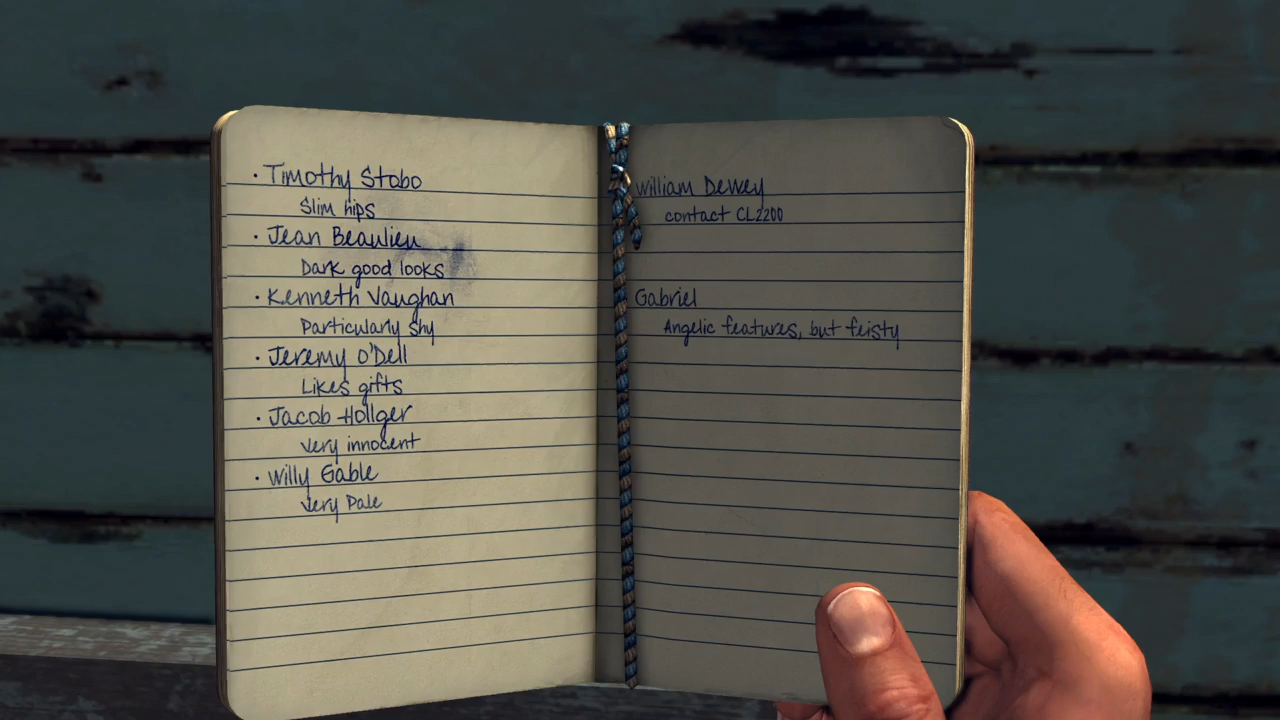 · Timothy Stobo
Slim hips
· Jean Beaulieu
Dark good looks
· Kenneth Vaughan
Particularly shy
· Jeremy O'Dell
Likes gifts
· Jacob Hollger
Very innocent
· Willy Gable
Very Pale
William Dewey
contact CL2200
Gabriel
Angelic features, but feisty